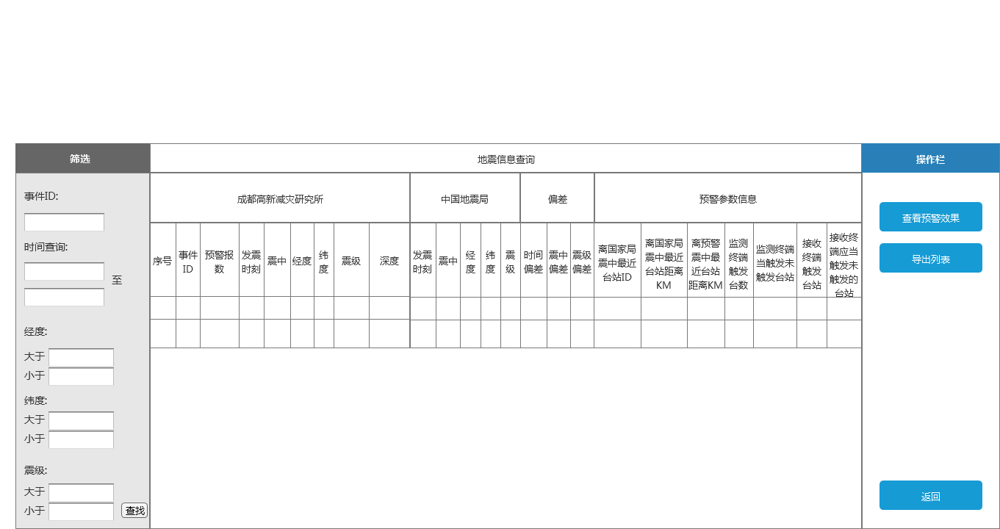 筛选
地震信息查询
操作栏
成都高新减灾研究所
中国地震局
偏差
预警参数信息
序号
事件
ID
预警报
数
发震
时刻
震中
经度
纬
度
震级
深度
发震
时刻
震中
经
度
纬
度
震
级
时间
偏差
震中
偏差
震级
偏差
离国家局
震中最近
台站ID
离国家局
震中最近
台站距离
KM
离预警
震中最
近台站
距离KM
监测
终端
触发
台数
监测终端
当触发未
触发台站
接收
终端
触发
台站
接收终
端应当
触发未
触发的
台站
事件ID:
时间查询:
至
经度:
大于
小于
纬度:
大于
小于
震级:
大于
小于
查找
查看预警效果
导出列表
返回